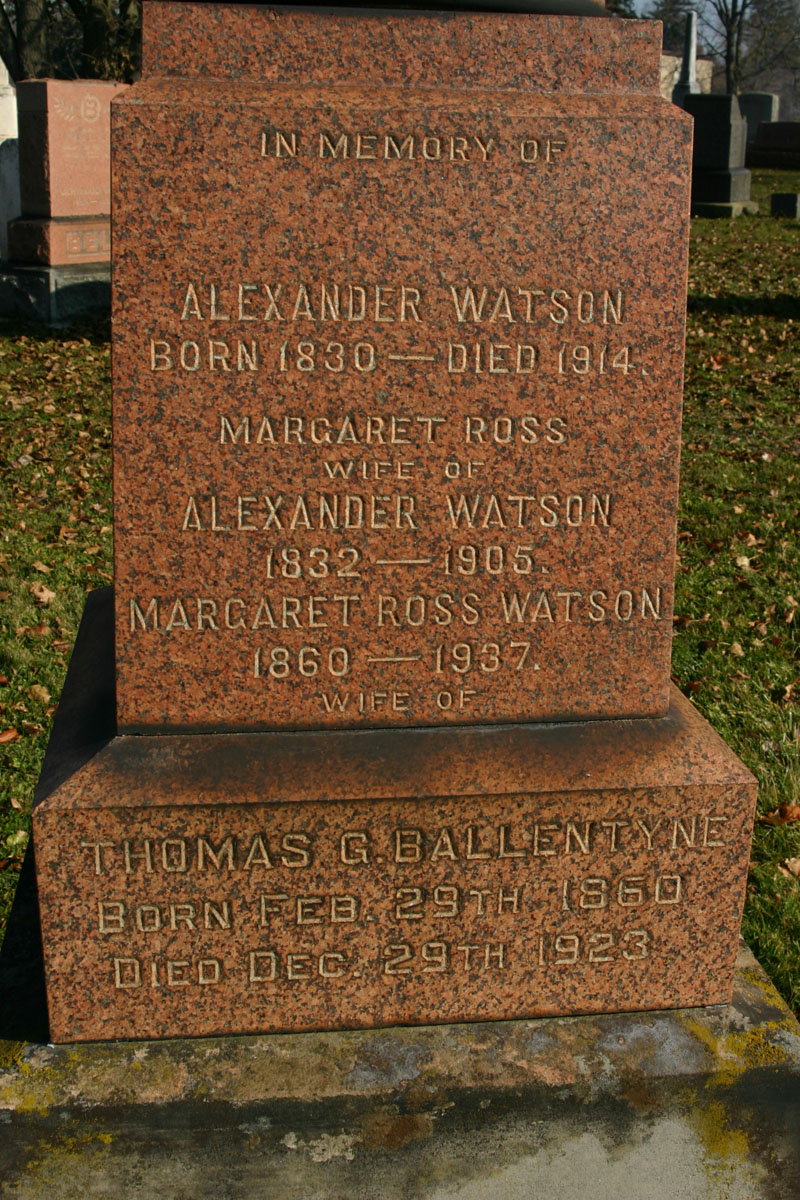 IN MEMORY OF
ALEXANDER WATSON
BORN 1830 — DIED 1914.
MARGARET ROSS
WIFE OF
ALEXANDER WATSON
1832 — 1905.
MARGARET ROSS WATSON
1860 — 1937.
WIFE OF
THOMAS G. BALLENTYNE
BORN FEB. 29TH 1860
DIED DEC. 29TH 1923